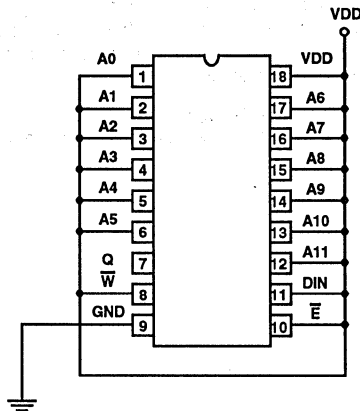 VDD
A0 1 18 VDD
A1 2 17 A6
A2 3 16 A7
A3 4 15 A8
A4 5 14 A9
A5 6 13 A10
Q 7 12 A11
W̅ 8 11 DIN
GND 9 10 E̅